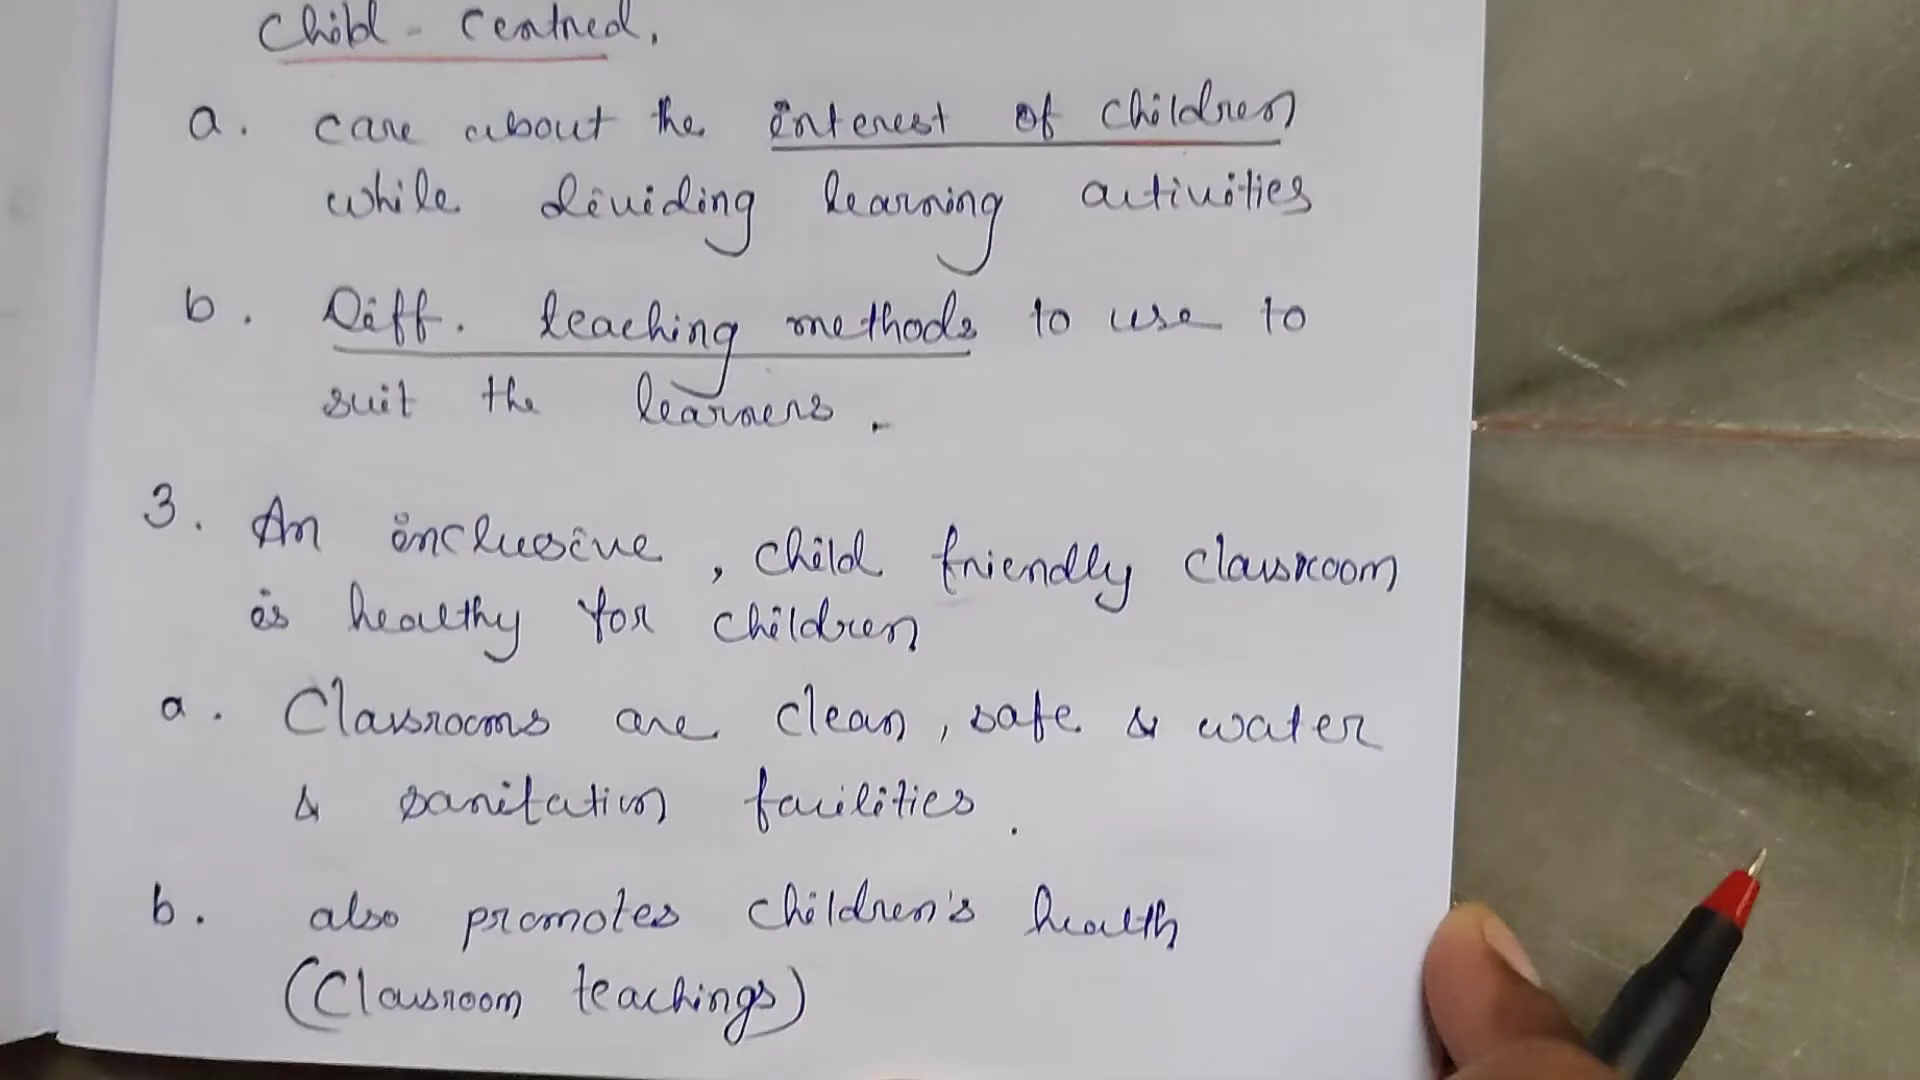 Child-Centred.
a. care about the interest of children
while dividing learning activities
b. Diff. teaching methods to use to
suit the learners.
3. An inclusive, child friendly classroom
is healthy for children
a. Classrooms are clean, safe & water
& sanitation facilities.
b. also promotes children's health
(Classroom teachings)